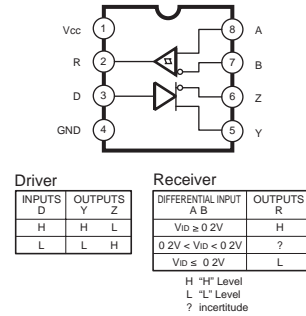 Vcc 1 8 A
R 2 7 B
D 3 6 Z
GND 4 5 Y
Driver
INPUTS OUTPUTS
D Y Z
H H L
L L H
Receiver
DIFFERENTIAL INPUT OUTPUTS
A B R
VID ≥ 0 2V H
0 2V < VID < 0 2V ?
VID ≤ 0 2V L
H “H” Level
L “L” Level
? incertitude